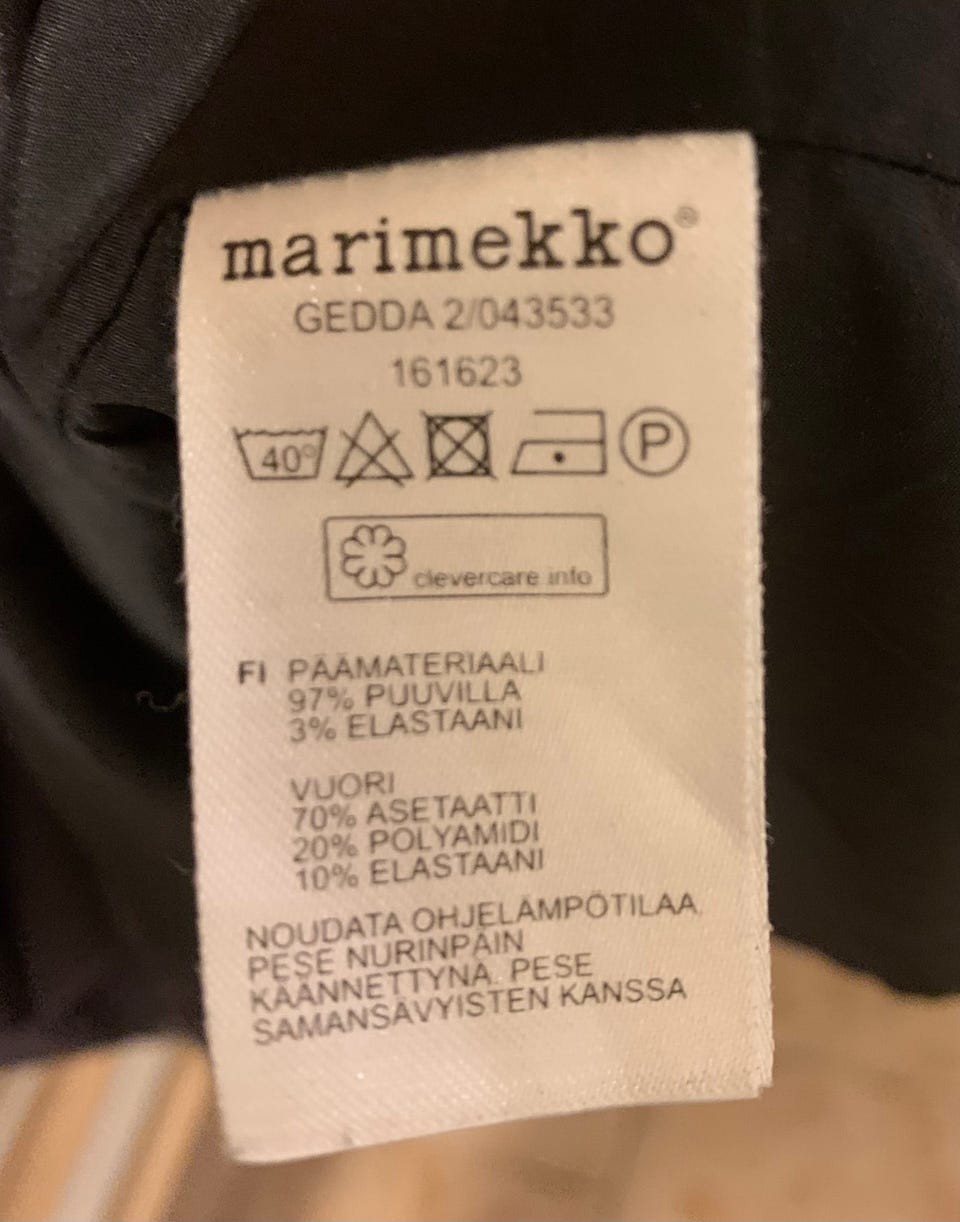 marimekko®
GEDDA 2/043533
161623
40° P
clevercare.info
FI PÄÄMATERIAALI
97% PUUVILLA
3% ELASTAANI
VUORI
70% ASETAATTI
20% POLYAMIDI
10% ELASTAANI
NOUDATA OHJELÄMPÖTILAA.
PESE NURINPÄIN
KÄÄNNETTYNÄ. PESE
SAMANSÄVYISTEN KANSSA